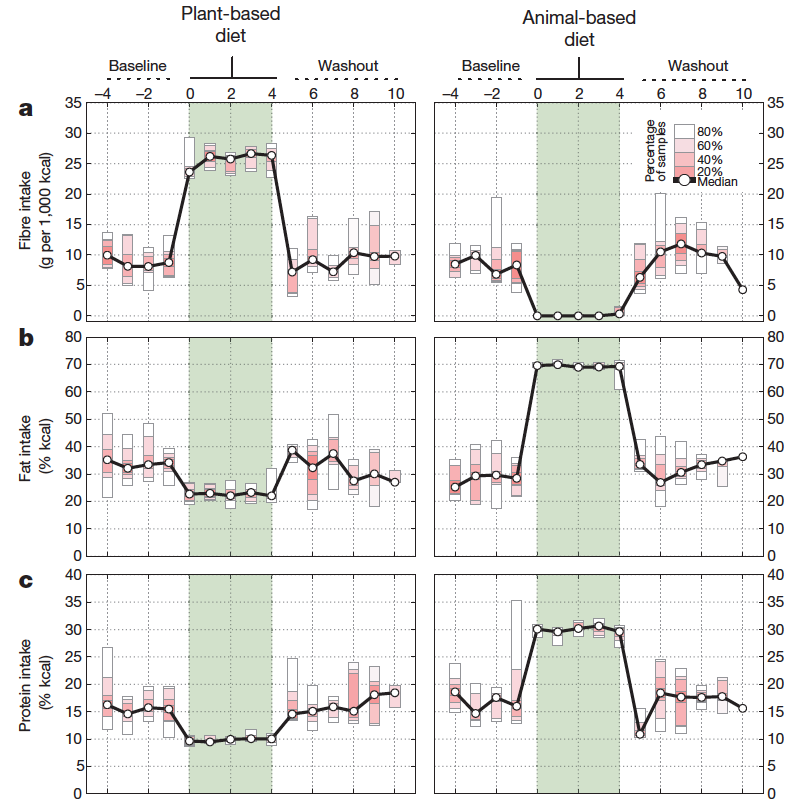 Plant-based
diet
Animal-based
diet
Baseline
Washout
Baseline
Washout
−4 −2 0 2 4 6 8 10
−4 −2 0 2 4 6 8 10
a
Fibre intake
(g per 1,000 kcal)
35
30
25
20
15
10
5
0
Percentage
of samples
80%
60%
40%
20%
Median
35
30
25
20
15
10
5
0
b
Fat intake
(% kcal)
80
70
60
50
40
30
20
10
0
80
70
60
50
40
30
20
10
0
c
Protein intake
(% kcal)
40
35
30
25
20
15
10
5
0
40
35
30
25
20
15
10
5
0